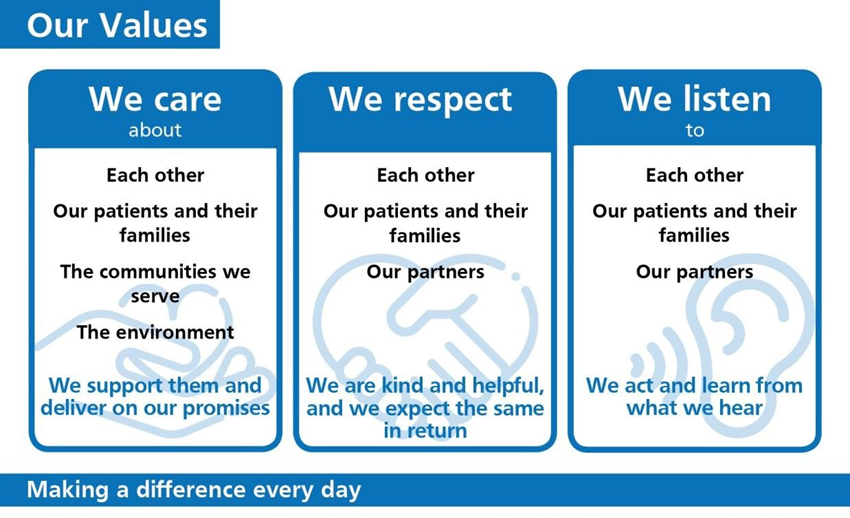 Our Values
We care
about
Each other
Our patients and their
families
The communities we
serve
The environment
We support them and
deliver on our promises
We respect
Each other
Our patients and their
families
Our partners
We are kind and helpful,
and we expect the same
in return
We listen
to
Each other
Our patients and their
families
Our partners
We act and learn from
what we hear
Making a difference every day